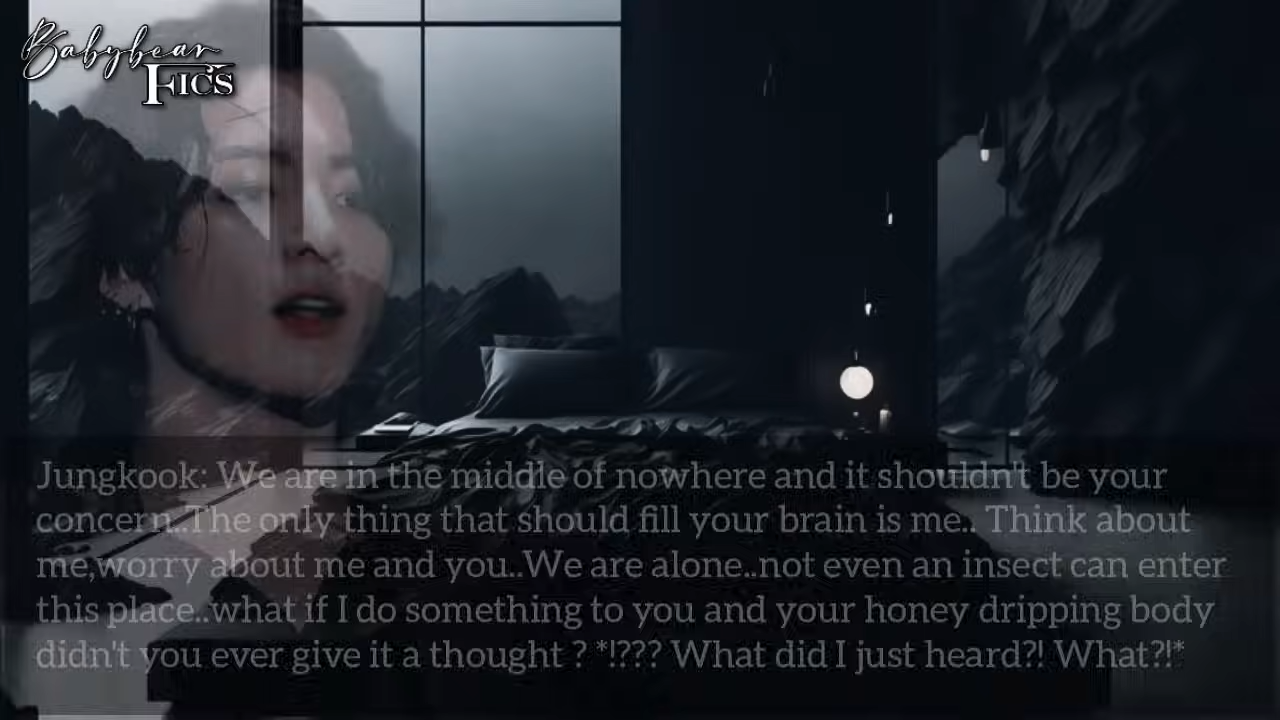 Babybear
FICS
Jungkook: We are in the middle of nowhere and it shouldn't be your
concern..The only thing that should fill your brain is me.. Think about
me,worry about me and you..We are alone..not even an insect can enter
this place..what if I do something to you and your honey dripping body
didn't you ever give it a thought ? *!??? What did I just heard?! What?!*